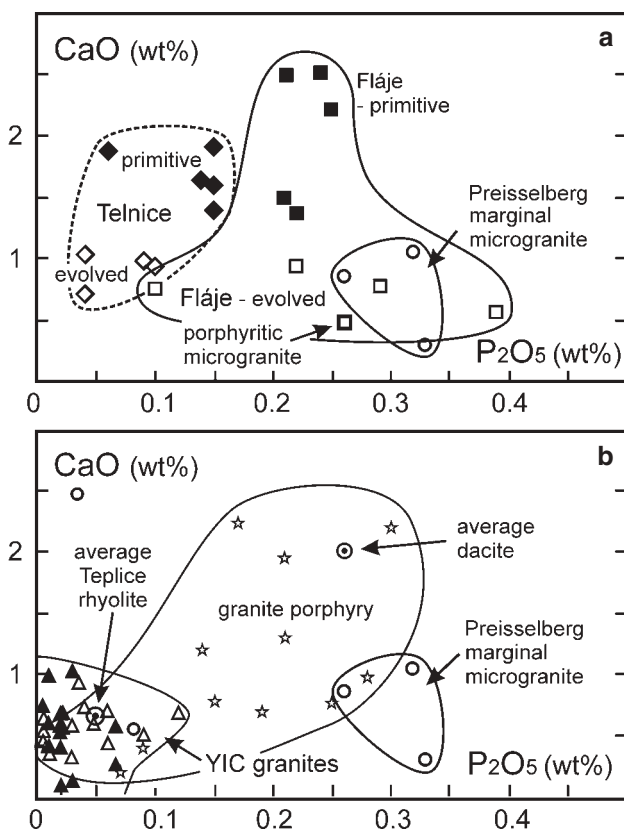 CaO (wt%)
a
Fláje
- primitive
2
primitive
Preisselberg
marginal
microgranite
Telnice
1
evolved
Fláje - evolved
porphyritic
microgranite
P₂O₅ (wt%)
0
0.1
0.2
0.3
0.4
CaO (wt%)
b
2
average
Teplice
rhyolite
average
dacite
granite porphyry
Preisselberg
marginal
microgranite
1
YIC granites
P₂O₅ (wt%)
0
0
0.1
0.2
0.3
0.4